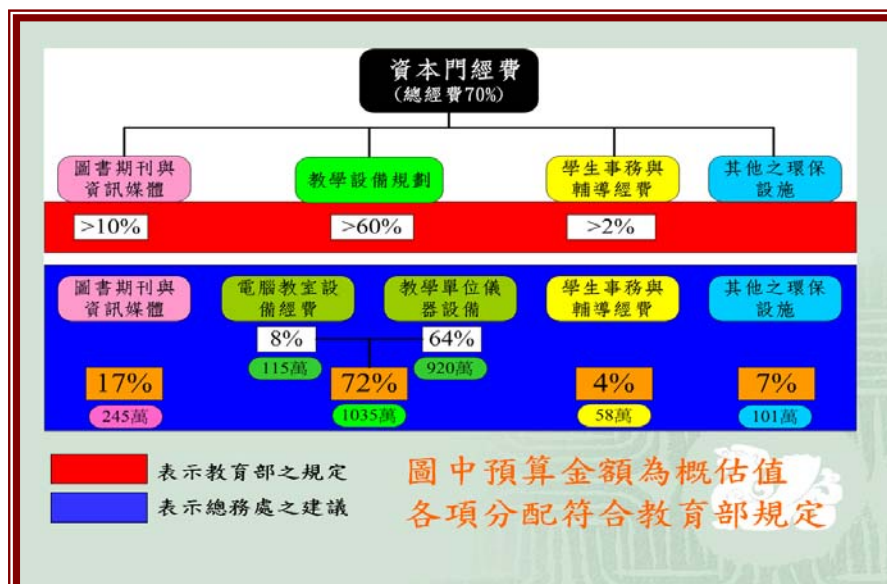 資本門經費
(總經費70%)
圖書期刊與
資訊媒體
教學設備規劃
學生事務與
輔導經費
其他之環保
設施
>10%
>60%
>2%
圖書期刊與
資訊媒體
電腦教室設
備經費
教學單位儀
器設備
學生事務與
輔導經費
其他之環保
設施
8%
64%
115萬
920萬
17%
72%
4%
7%
245萬
1035萬
58萬
101萬
表示教育部之規定
表示總務處之建議
圖中預算金額為概估值
各項分配符合教育部規定